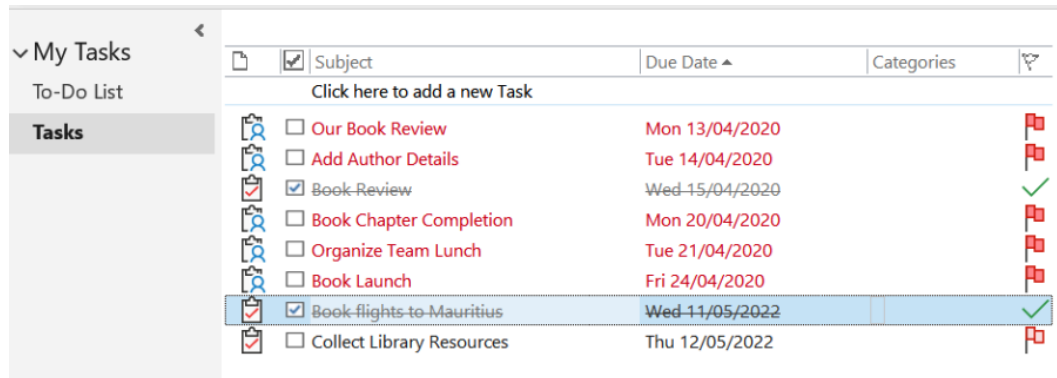 My Tasks
To-Do List
Tasks
Subject Due Date Categories
Click here to add a new Task
Our Book Review Mon 13/04/2020
Add Author Details Tue 14/04/2020
Book Review Wed 15/04/2020
Book Chapter Completion Mon 20/04/2020
Organize Team Lunch Tue 21/04/2020
Book Launch Fri 24/04/2020
Book flights to Mauritius Wed 11/05/2022
Collect Library Resources Thu 12/05/2022